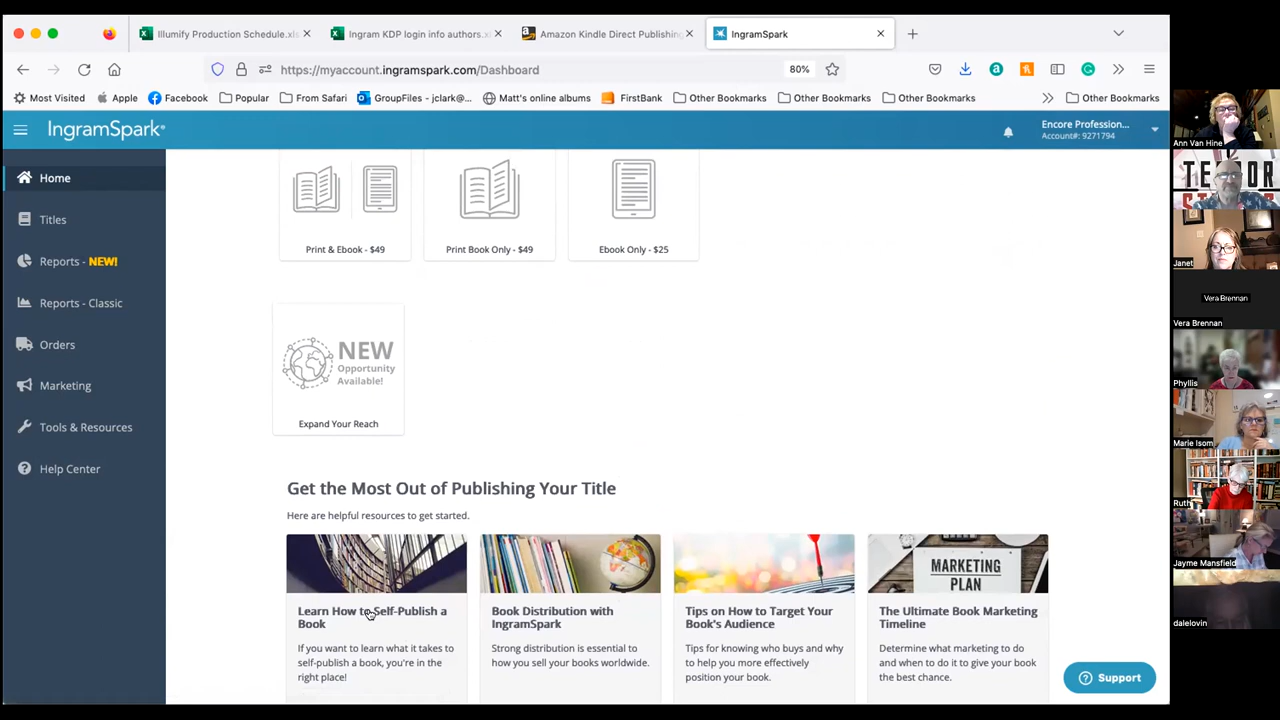 Illumify Production Schedule.xls
Ingram KDP login info authors.x
Amazon Kindle Direct Publishing
IngramSpark
https://myaccount.ingramspark.com/Dashboard
80%
Most Visited
Apple
Facebook
Popular
From Safari
GroupFiles - jclark@...
Matt's online albums
FirstBank
Other Bookmarks
Other Bookmarks
Other Bookmarks
Other Bookmarks
IngramSpark®
Encore Profession...
Account#: 9271794
Home
Titles
Reports - NEW!
Reports - Classic
Orders
Marketing
Tools & Resources
Help Center
Print & Ebook - $49
Print Book Only - $49
Ebook Only - $25
NEW
Opportunity
Available!
Expand Your Reach
Get the Most Out of Publishing Your Title
Here are helpful resources to get started.
MARKETING
PLAN
Learn How to Self-Publish a
Book
If you want to learn what it takes to
self-publish a book, you're in the
right place!
Book Distribution with
IngramSpark
Strong distribution is essential to
how you sell your books worldwide.
Tips on How to Target Your
Book's Audience
Tips for knowing who buys and why
to help you more effectively
position your book.
The Ultimate Book Marketing
Timeline
Determine what marketing to do
and when to do it to give your book
the best chance.
Support
Ann Van Hine
Janet
Vera Brennan
Vera Brennan
Phyllis
Marie Isom
Ruth
Jayme Mansfield
dalelovin